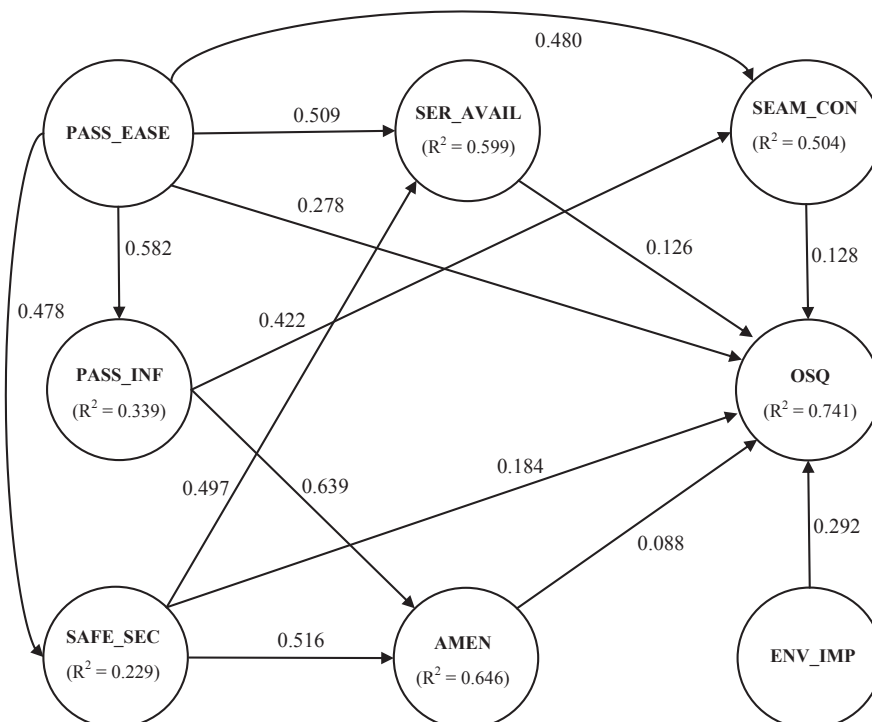 0.480
PASS_EASE
0.509
SER_AVAIL
(R² = 0.599)
SEAM_CON
(R² = 0.504)
0.278
0.582
0.126
0.128
0.478
0.422
PASS_INF
(R² = 0.339)
OSQ
(R² = 0.741)
0.497
0.639
0.184
0.088
0.292
SAFE_SEC
(R² = 0.229)
0.516
AMEN
(R² = 0.646)
ENV_IMP